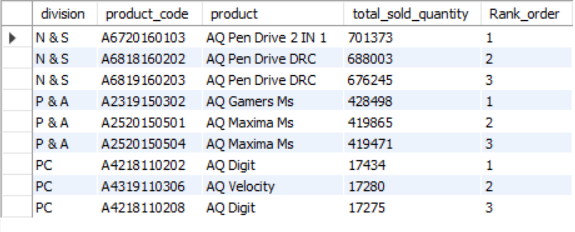 division product_code product total_sold_quantity Rank_order
N & S A6720160103 AQ Pen Drive 2 IN 1 701373 1
N & S A6818160202 AQ Pen Drive DRC 688003 2
N & S A6819160203 AQ Pen Drive DRC 676245 3
P & A A2319150302 AQ Gamers Ms 428498 1
P & A A2520150501 AQ Maxima Ms 419865 2
P & A A2520150504 AQ Maxima Ms 419471 3
PC A4218110202 AQ Digit 17434 1
PC A4319110306 AQ Velocity 17280 2
PC A4218110208 AQ Digit 17275 3